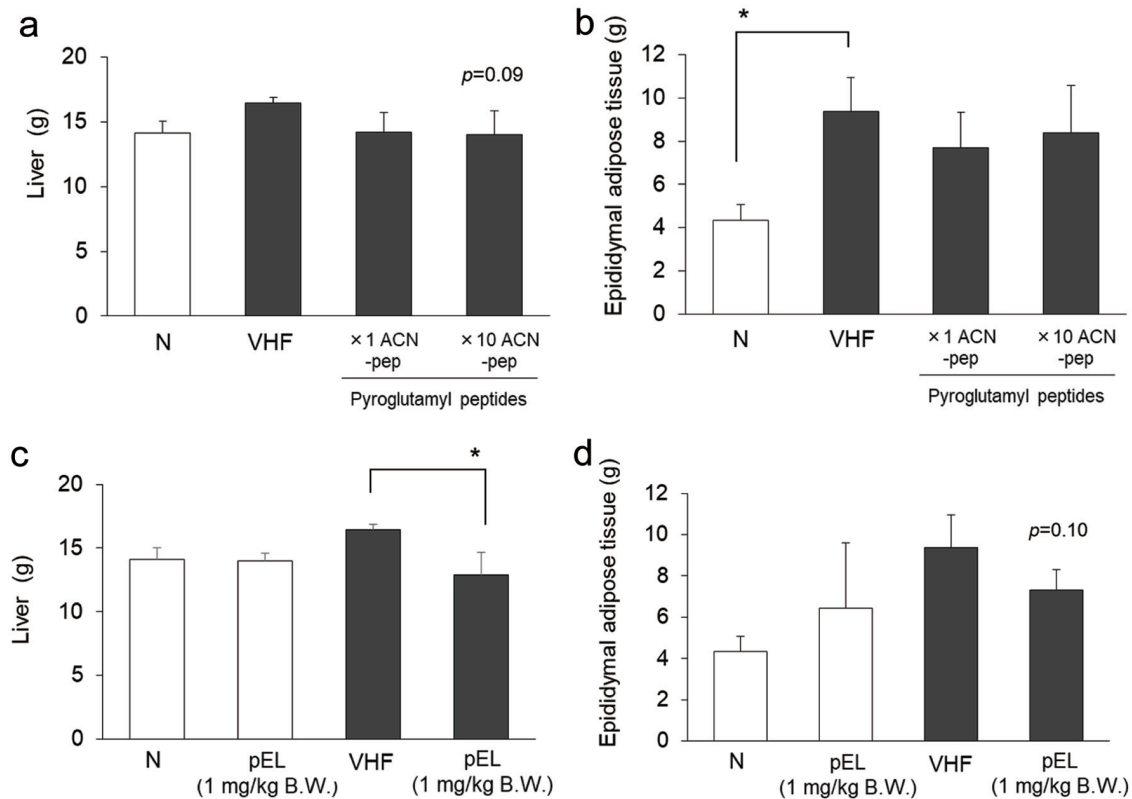 a
Liver (g)
20
15
10
5
0
p=0.09
N
VHF
×1 ACN
-pep
×10 ACN
-pep
Pyroglutamyl peptides
b
Epididymal adipose tissue (g)
12
10
8
6
4
2
0
*
N
VHF
×1 ACN
-pep
×10 ACN
-pep
Pyroglutamyl peptides
c
Liver (g)
20
15
10
5
0
*
N
pEL
(1 mg/kg B.W.)
VHF
pEL
(1 mg/kg B.W.)
d
Epididymal adipose tissue (g)
12
10
8
6
4
2
0
p=0.10
N
pEL
(1 mg/kg B.W.)
VHF
pEL
(1 mg/kg B.W.)